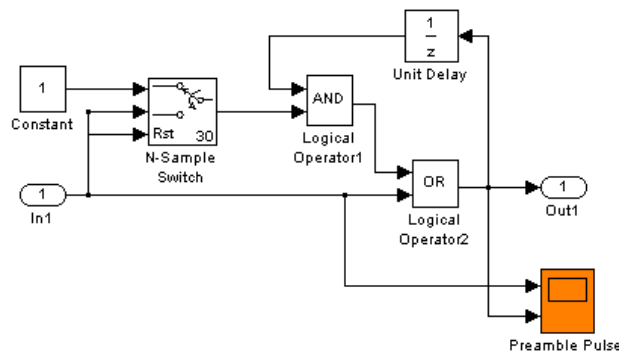 1
z
Unit Delay
1
Constant
Rst 30
N-Sample
Switch
AND
Logical
Operator1
OR
Logical
Operator2
1
In1
1
Out1
Preamble Pulse